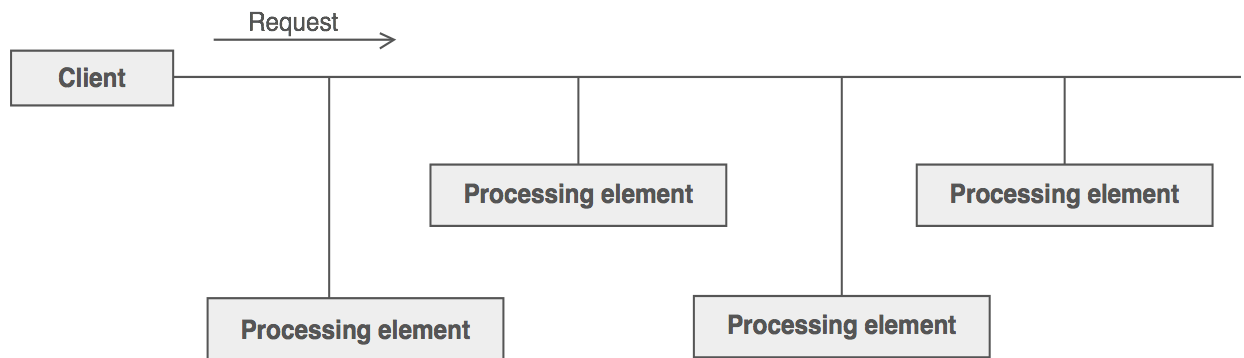 Request
Client
Processing element
Processing element
Processing element
Processing element